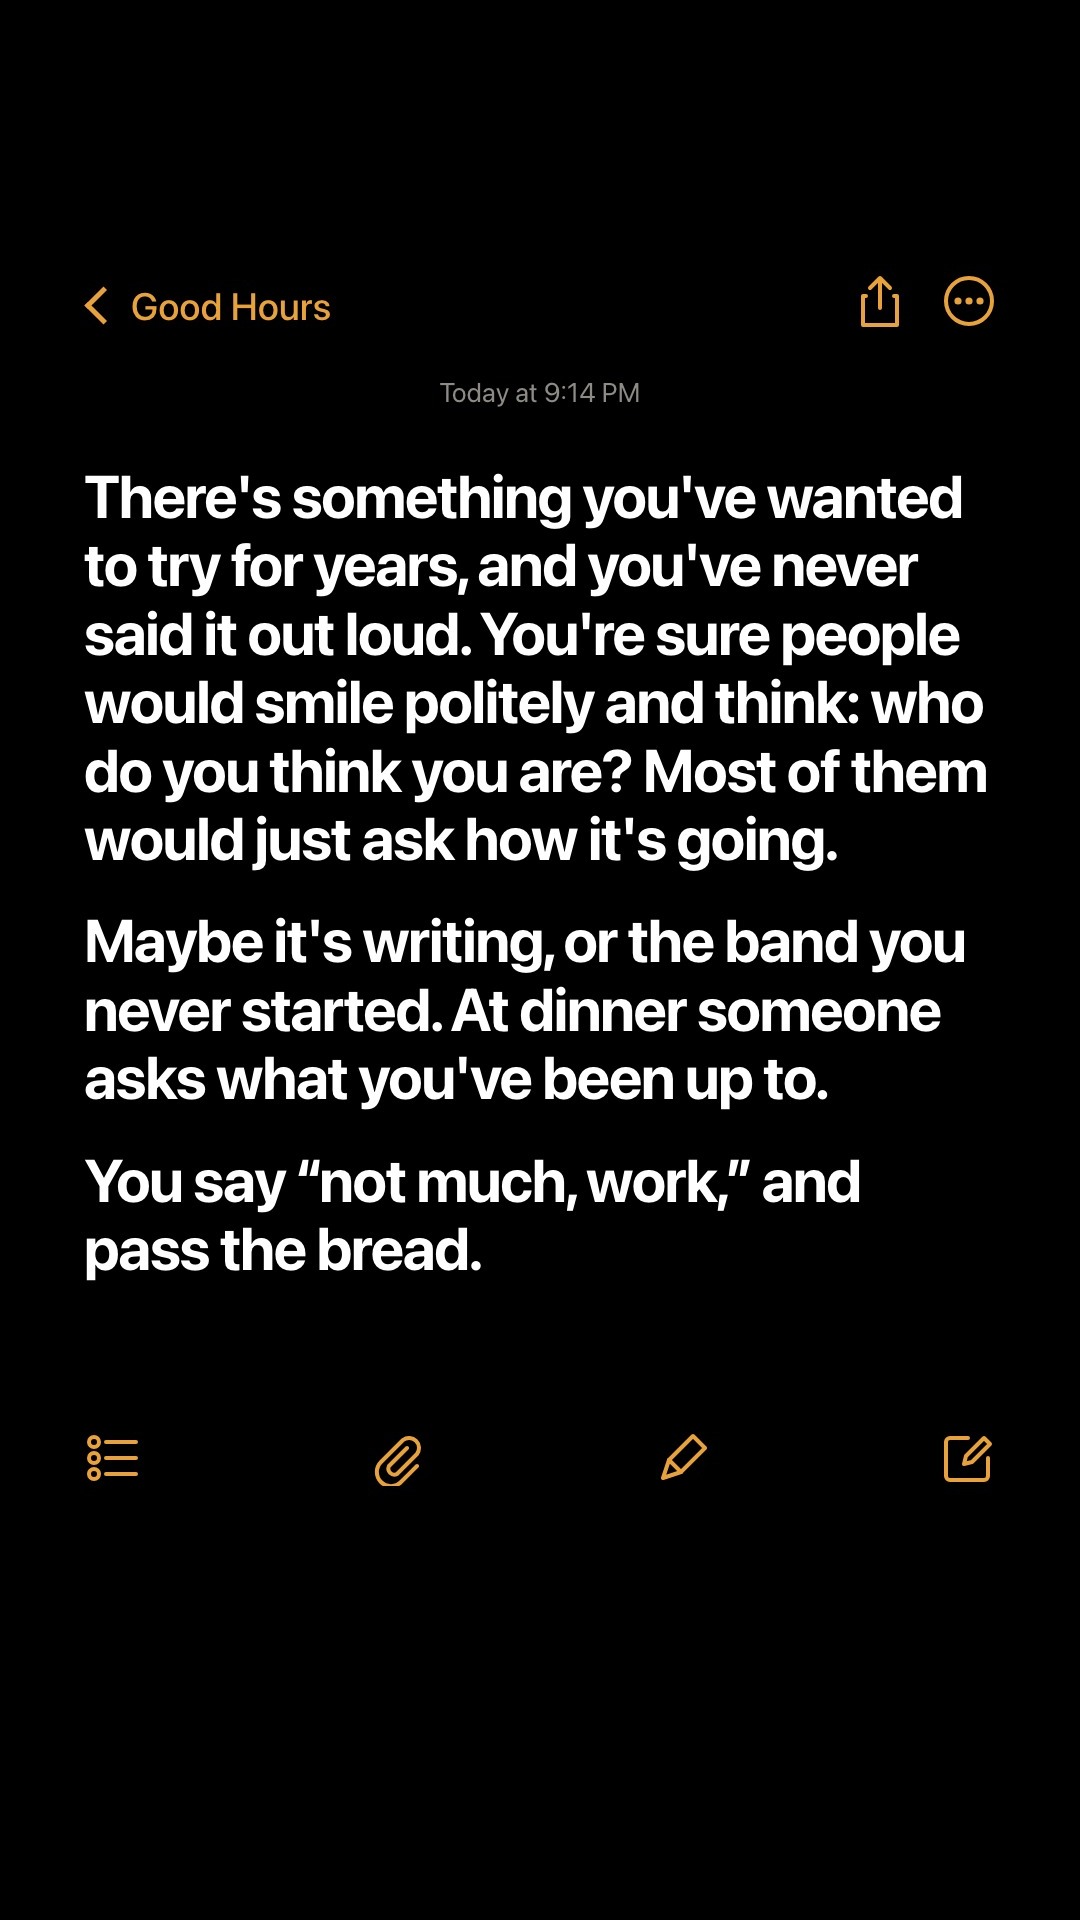 Good Hours
Today at 9:14 PM
There's something you've wanted
to try for years, and you've never
said it out loud. You're sure people
would smile politely and think: who
do you think you are? Most of them
would just ask how it's going.
Maybe it's writing, or the band you
never started. At dinner someone
asks what you've been up to.
You say “not much, work,” and
pass the bread.